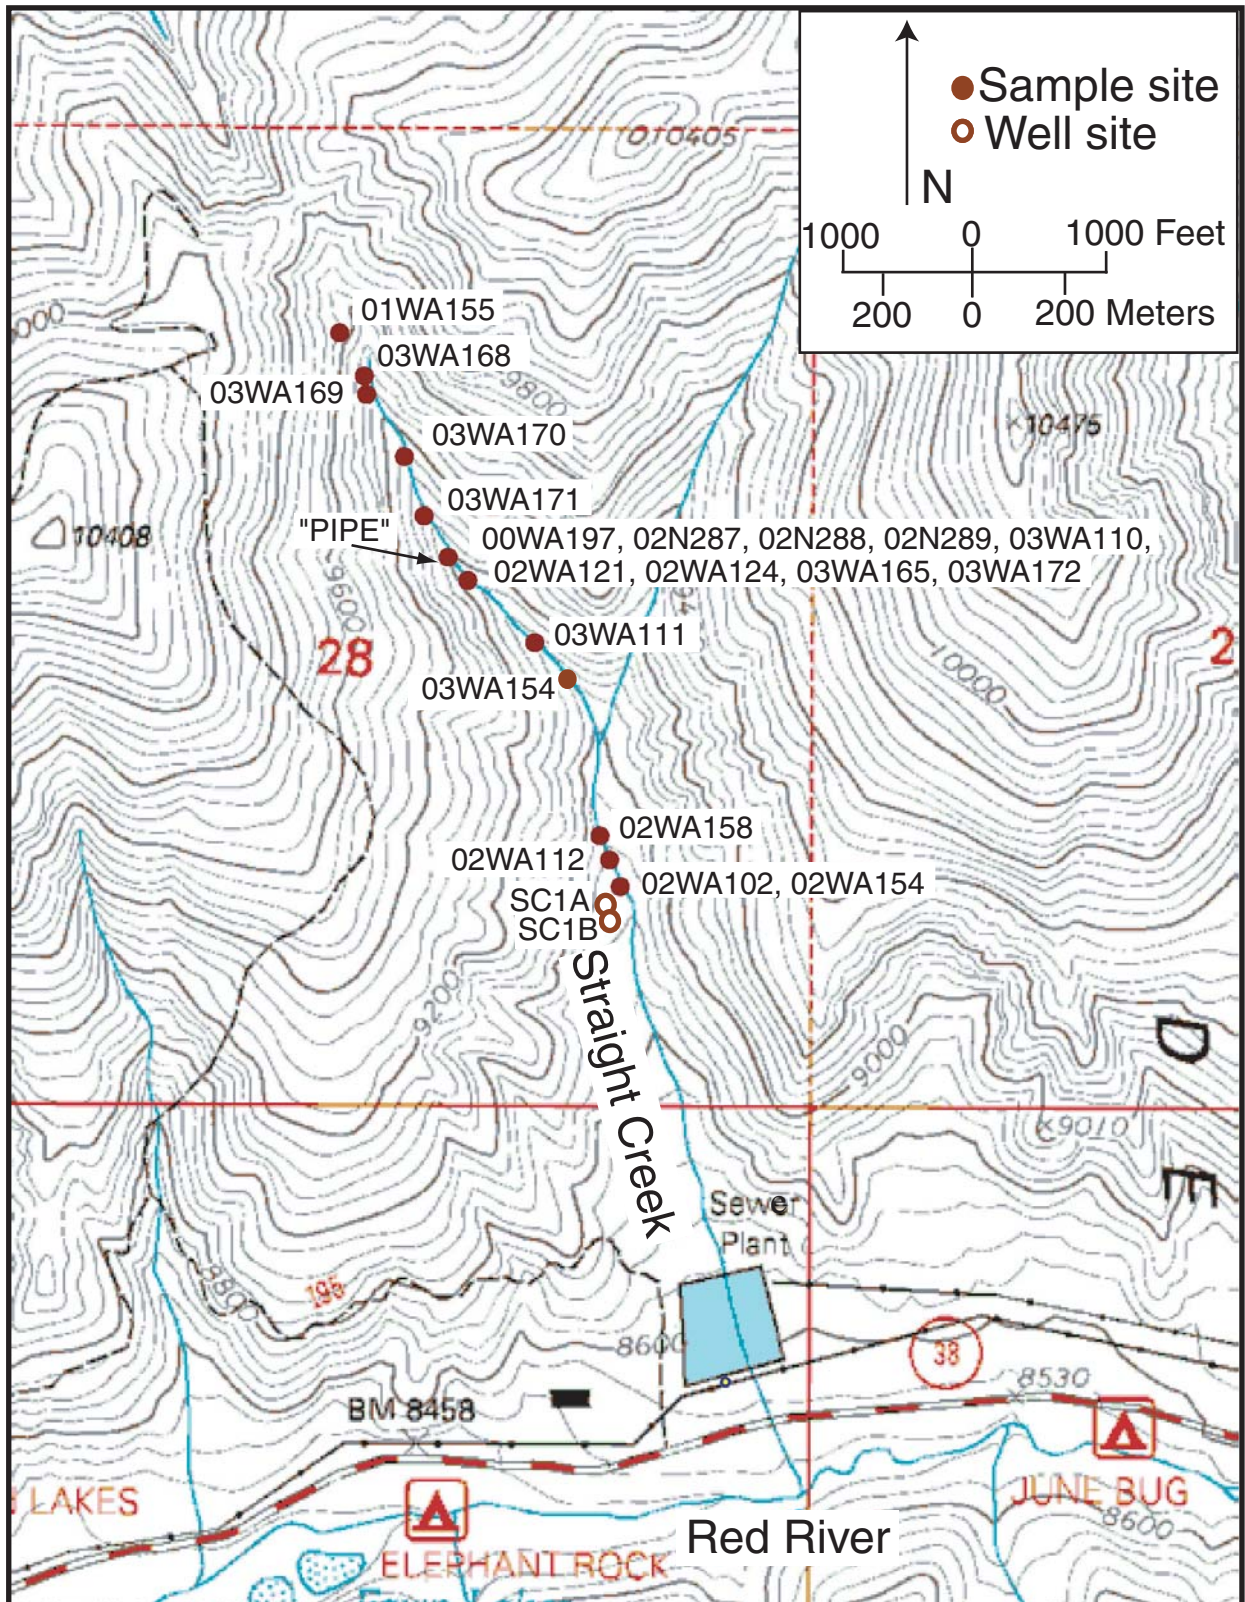 Sample site
Well site
N
1000 0 1000 Feet
200 0 200 Meters
10405
01WA155
03WA168
03WA169
9800
10475
03WA170
03WA171
"PIPE"
10408
00WA197, 02N287, 02N288, 02N289, 03WA110,
02WA121, 02WA124, 03WA165, 03WA172
9600
03WA111
28
2
10000
03WA154
02WA158
02WA112
02WA102, 02WA154
SC1A
SC1B
Straight Creek
9200
9000
D
9010
E
Sewer
Plant
8800
195
8600
38
8530
BM 8458
LAKES
JUNE BUG
8600
Red River
ELEPHANT ROCK